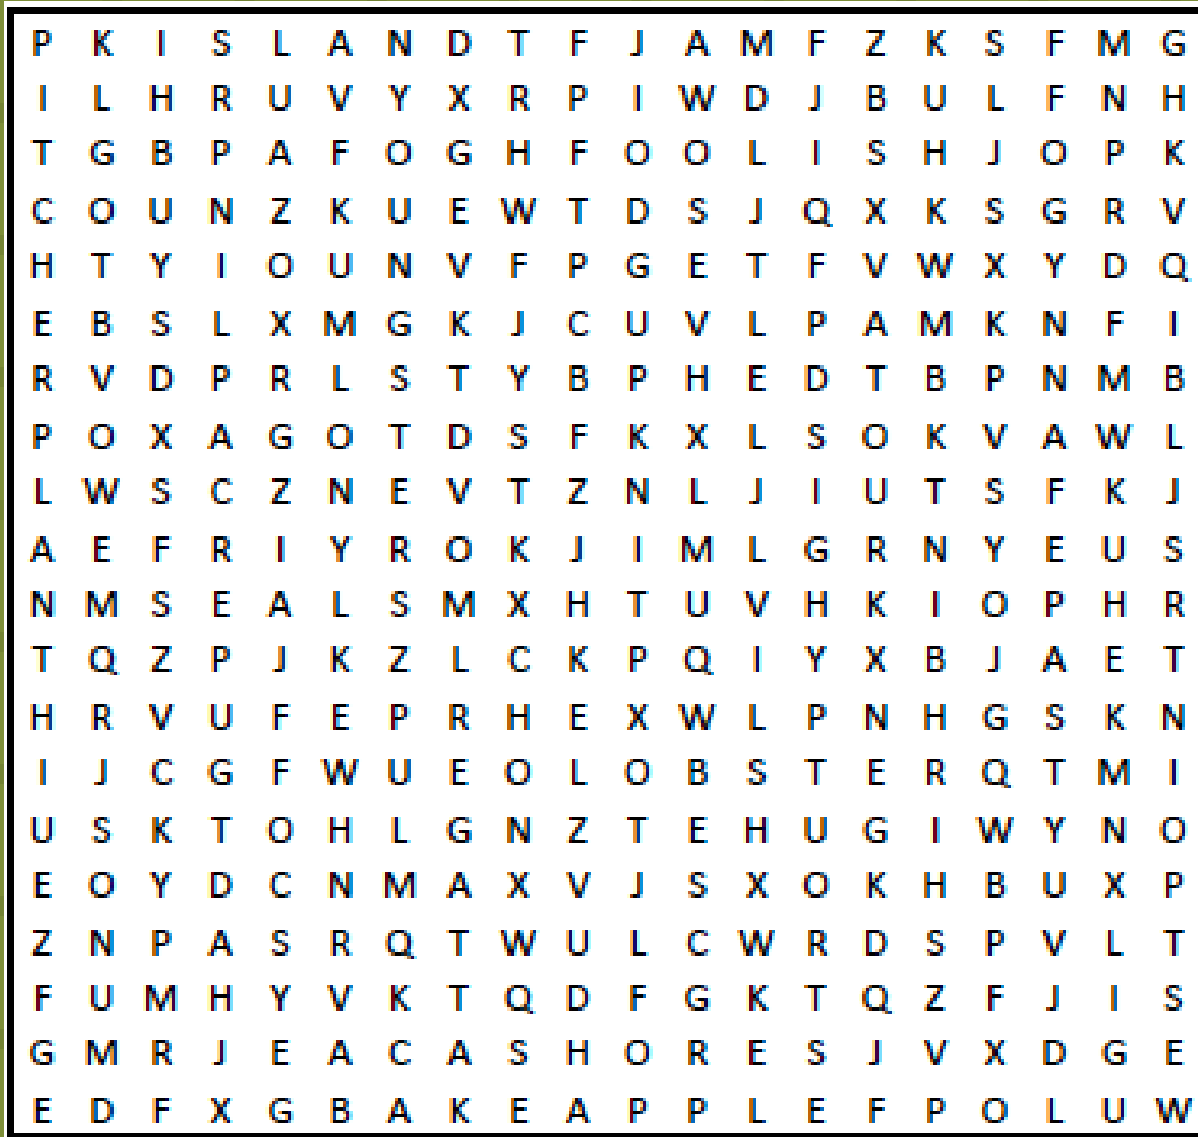 P K I S L A N D T F J A M F Z K S F M G
I L H R U V Y X R P I W D J B U L F N H
T G B P A F O G H F O O L I S H J O P K
C O U N Z K U E W T D S J Q X K S G R V
H T Y I O U N V F P G E T F V W X Y D Q
E B S L X M G K J C U V L P A M K N F I
R V D P R L S T Y B P H E D T B P N M B
P O X A G O T D S F K X L S O K V A W L
L W S C Z N E V T Z N L J I U T S F K J
A E F R I Y R O K J I M L G R N Y E U S
N M S E A L S M X H T U V H K I O P H R
T Q Z P J K Z L C K P Q I Y X B J A E T
H R V U F E P R H E X W L P N H G S K N
I J C G F W U E O L O B S T E R Q T M I
U S K T O H L G N Z T E H U G I W Y N O
E O Y D C N M A X V J S X O K H B U X P
Z N P A S R Q T W U L C W R D S P V L T
F U M H Y V K T Q D F G K T Q Z F J I S
G M R J E A C A S H O R E S J V X D G E
E D F X G B A K E A P P L E F P O L U W